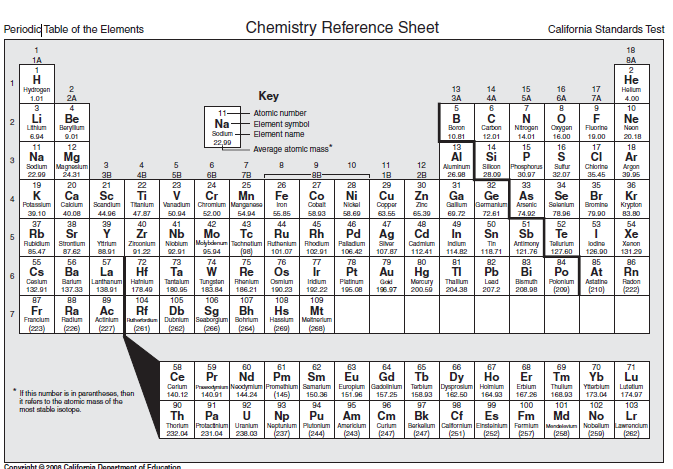 Periodic Table of the Elements Chemistry Reference Sheet California Standards Test
1 18
1A 8A
1 2
H He
Hydrogen 2 13 14 15 16 17 Helium
1.01 2A 3A 4A 5A 6A 7A 4.00
Key
11 Atomic number
Na Element symbol
Sodium Element name
22.99 Average atomic mass*
3 4 5 6 7 8 9 10
2 Li Be B C N O F Ne
Lithium Beryllium Boron Carbon Nitrogen Oxygen Fluorine Neon
6.94 9.01 10.81 12.01 14.01 16.00 19.00 20.18
11 12 13 14 15 16 17 18
3 Na Mg Al Si P S Cl Ar
Sodium Magnesium Aluminum Silicon Phosphorus Sulfur Chlorine Argon
22.99 24.31 26.98 28.09 30.97 32.07 35.45 39.95
3 4 5 6 7 8 9 10 11 12
3B 4B 5B 6B 7B 8B 1B 2B
19 20 21 22 23 24 25 26 27 28 29 30 31 32 33 34 35 36
4 K Ca Sc Ti V Cr Mn Fe Co Ni Cu Zn Ga Ge As Se Br Kr
Potassium Calcium Scandium Titanium Vanadium Chromium Manganese Iron Cobalt Nickel Copper Zinc Gallium Germanium Arsenic Selenium Bromine Krypton
39.10 40.08 44.96 47.87 50.94 52.00 54.94 55.85 58.93 58.69 63.55 65.39 69.72 72.61 74.92 78.96 79.90 83.80
37 38 39 40 41 42 43 44 45 46 47 48 49 50 51 52 53 54
5 Rb Sr Y Zr Nb Mo Tc Ru Rh Pd Ag Cd In Sn Sb Te I Xe
Rubidium Strontium Yttrium Zirconium Niobium Molybdenum Technetium Ruthenium Rhodium Palladium Silver Cadmium Indium Tin Antimony Tellurium Iodine Xenon
85.47 87.62 88.91 91.22 92.91 95.94 (98) 101.07 102.91 106.42 107.87 112.41 114.82 118.71 121.76 127.60 126.90 131.29
55 56 57 72 73 74 75 76 77 78 79 80 81 82 83 84 85 86
6 Cs Ba La Hf Ta W Re Os Ir Pt Au Hg Tl Pb Bi Po At Rn
Cesium Barium Lanthanum Hafnium Tantalum Tungsten Rhenium Osmium Iridium Platinum Gold Mercury Thallium Lead Bismuth Polonium Astatine Radon
132.91 137.33 138.91 178.49 180.95 183.84 186.21 190.23 192.22 195.08 196.97 200.59 204.38 207.2 208.98 (209) (210) (222)
87 88 89 104 105 106 107 108 109
7 Fr Ra Ac Rf Db Sg Bh Hs Mt
Francium Radium Actinium Rutherfordium Dubnium Seaborgium Bohrium Hassium Meitnerium
(223) (226) (227) (261) (262) (266) (264) (269) (268)
58 59 60 61 62 63 64 65 66 67 68 69 70 71
Ce Pr Nd Pm Sm Eu Gd Tb Dy Ho Er Tm Yb Lu
Cerium Praseodymium Neodymium Promethium Samarium Europium Gadolinium Terbium Dysprosium Holmium Erbium Thulium Ytterbium Lutetium
140.12 140.91 144.24 (145) 150.36 151.96 157.25 158.93 162.50 164.93 167.26 168.93 173.04 174.97
90 91 92 93 94 95 96 97 98 99 100 101 102 103
Th Pa U Np Pu Am Cm Bk Cf Es Fm Md No Lr
Thorium Protactinium Uranium Neptunium Plutonium Americium Curium Berkelium Californium Einsteinium Fermium Mendelevium Nobelium Lawrencium
232.04 231.04 238.03 (237) (244) (243) (247) (247) (251) (252) (257) (258) (259) (262)
* If this number is in parentheses, then
it refers to the atomic mass of the
most stable isotope.
Copyright © 2008 California Department of Education